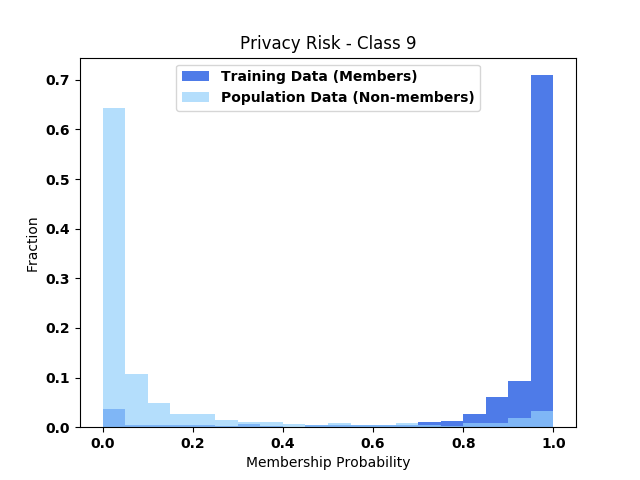 Privacy Risk - Class 9
Training Data (Members)
Population Data (Non-members)
0.7
0.6
0.5
0.4
0.3
0.2
0.1
0.0
Fraction
0.0 0.2 0.4 0.6 0.8 1.0
Membership Probability